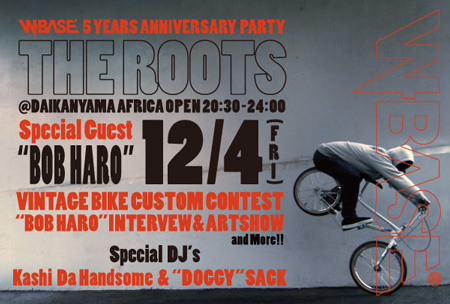 W-BASE 5 YEARS ANNIVERSARY PARTY
THE ROOTS
@DAIKANYAMA AFRICA OPEN 20:30-24:00
Special Guest
"BOB HARO"
12/4 (FRI)
VINTAGE BIKE CUSTOM CONTEST
"BOB HARO" INTERVEW & ARTSHOW
and More!!
Special DJ's
Kashi Da Handsome & "DOGGY" SACK
W-BASE